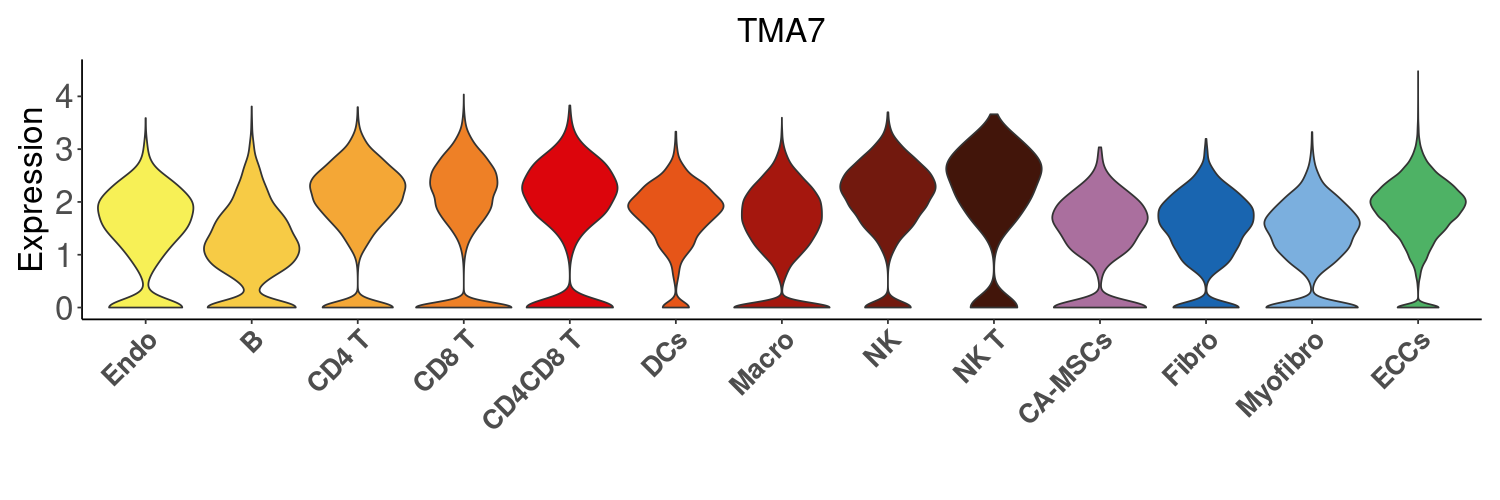 TMA7
Expression
4
3
2
1
0
Endo
B
CD4 T
CD8 T
CD4CD8 T
DCs
Macro
NK
NK T
CA-MSCs
Fibro
Myofibro
ECCs